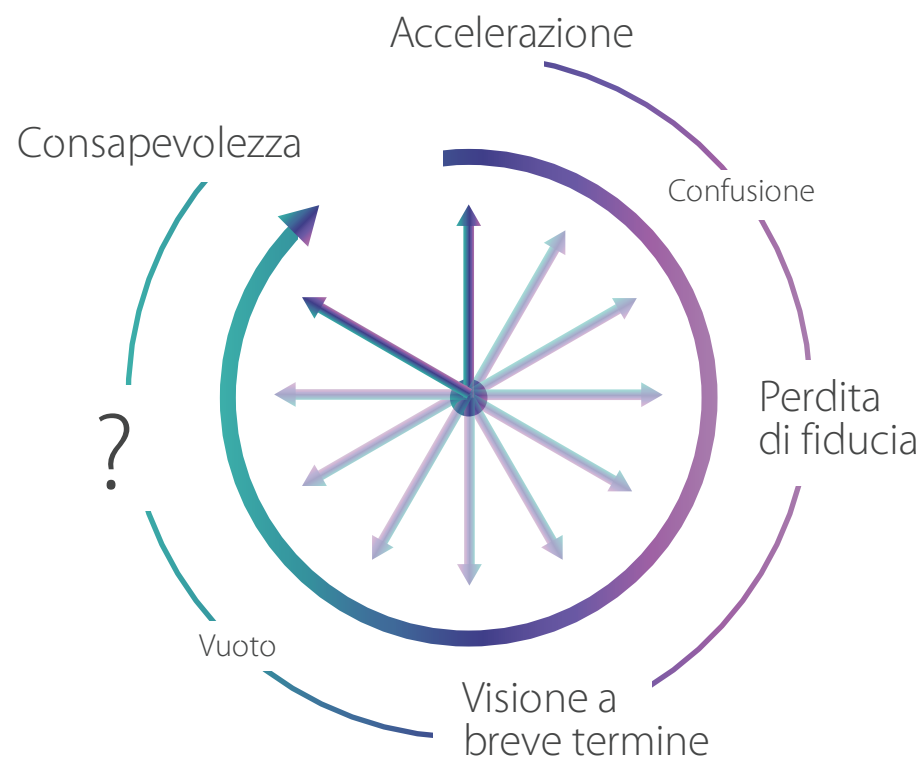 Accelerazione
Consapevolezza
Confusione
Perdita
di fiducia
?
Vuoto
Visione a
breve termine